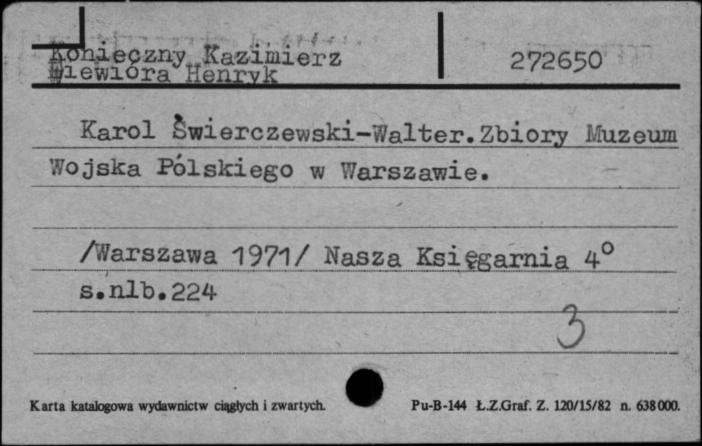 Konieczny Kazimierz
Wiewióra Henryk
272650
Karol Świerczewski-Walter.Zbiory Muzeum
Wojska Pólskiego w Warszawie.
/Warszawa 1971/ Nasza Księgarnia 4°
s.nlb.224
3
Karta katalogowa wydawnictw ciągłych i zwartych.
Pu-B-144 Ł.Z.Graf. Z. 120/15/82 n. 638000.